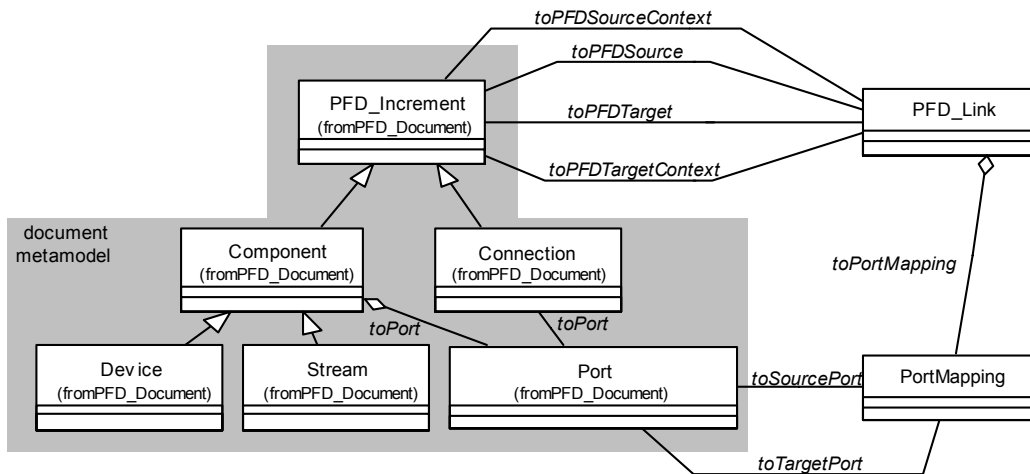 toPFDSourceContext
toPFDSource
PFD_Increment
(fromPFD_Document)
toPFDTarget
PFD_Link
toPFDTargetContext
document
metamodel
Component
(fromPFD_Document)
Connection
(fromPFD_Document)
toPortMapping
toPort
toPort
Device
(fromPFD_Document)
Stream
(fromPFD_Document)
Port
(fromPFD_Document)
toSourcePort
PortMapping
toTargetPort